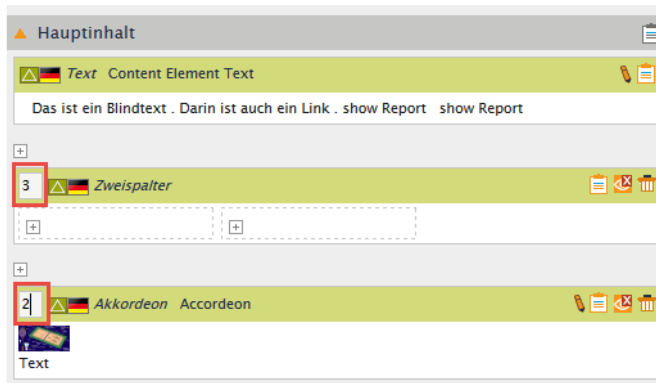 Hauptinhalt
Text Content Element Text
Das ist ein Blindtext . Darin ist auch ein Link . show Report show Report
3 Zweispalter
2 Akkordeon Accordeon
Text